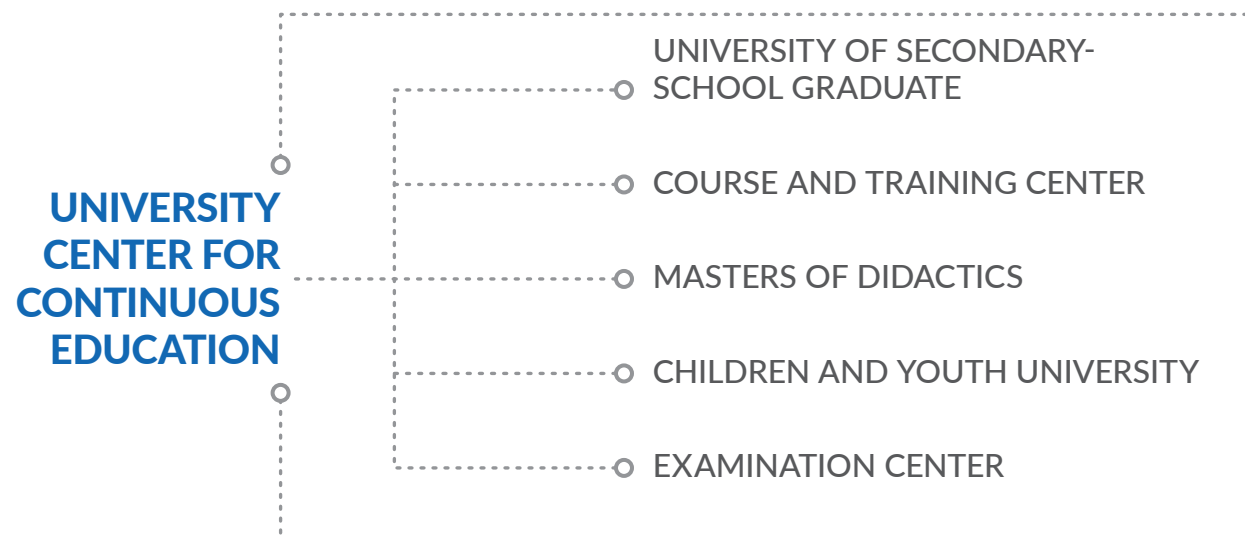 UNIVERSITY OF SECONDARY-
SCHOOL GRADUATE
COURSE AND TRAINING CENTER
UNIVERSITY
CENTER FOR
CONTINUOUS
EDUCATION
MASTERS OF DIDACTICS
CHILDREN AND YOUTH UNIVERSITY
EXAMINATION CENTER